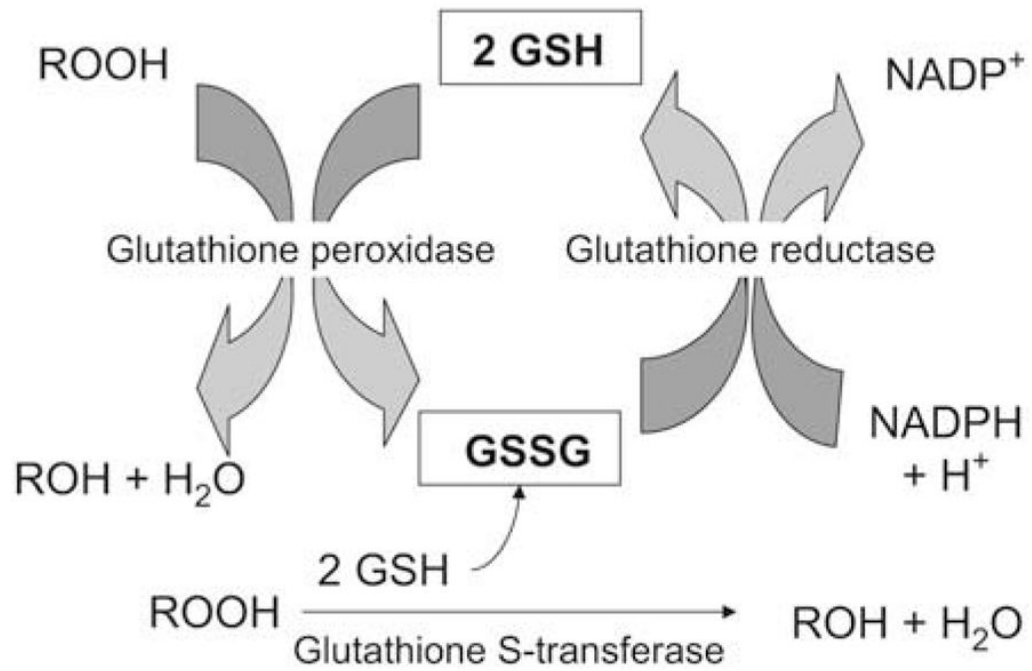 ROOH
2 GSH
NADP⁺
Glutathione peroxidase
Glutathione reductase
ROH + H₂O
GSSG
NADPH
+ H⁺
2 GSH
ROOH
Glutathione S-transferase
ROH + H₂O